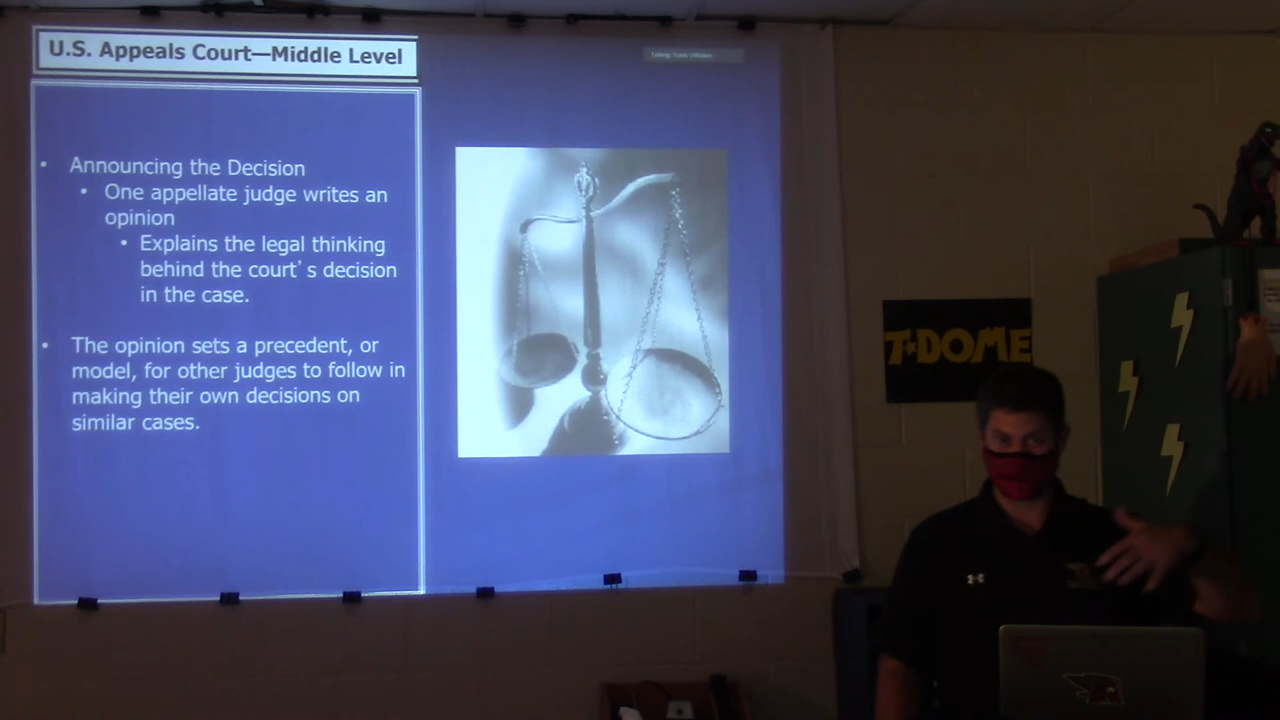 U.S. Appeals Court—Middle Level
• Announcing the Decision
• One appellate judge writes an
opinion
• Explains the legal thinking
behind the court's decision
in the case.
• The opinion sets a precedent, or
model, for other judges to follow in
making their own decisions on
similar cases.
T★DOME